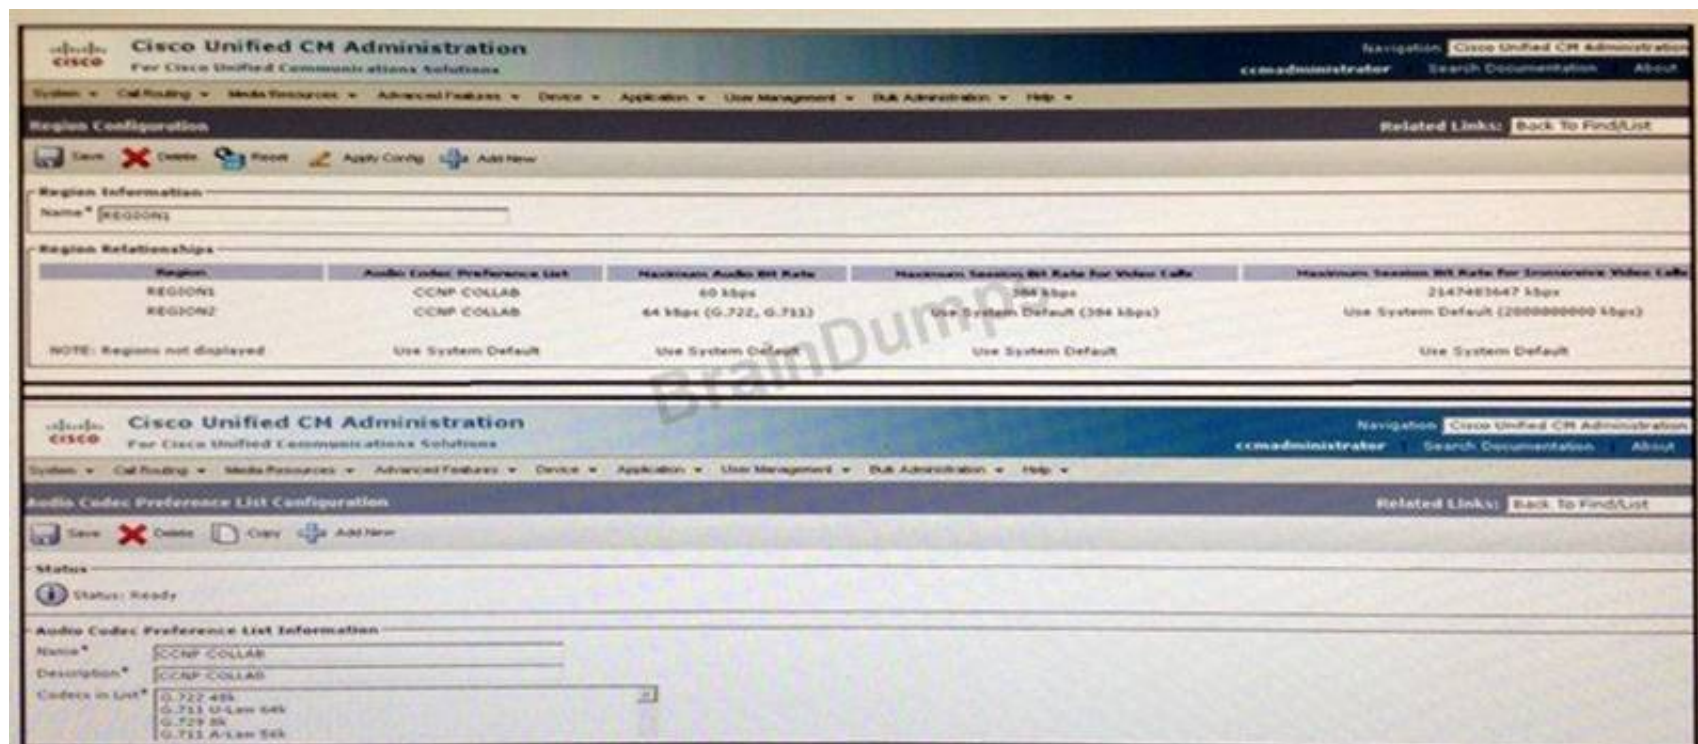 Cisco Unified CM Administration
Navigation Cisco Unified CM Administration
CISCO
For Cisco Unified Communications Solutions
ccmadministrator Search Documentation About
System Call Routing Media Resources Advanced Features Device Application User Management Bulk Administration Help
Region Configuration
Related Links: Back To Find/List
Save Delete Reset Apply Config Add New
Region Information
Name* REGION1
Region Relationships
Region Audio Codec Preference List Maximum Audio Bit Rate Maximum Session Bit Rate for Video Calls Maximum Session Bit Rate for Immersive Video Calls
REGION1 CCNP COLLAB 60 kbps 384 kbps 2147483647 kbps
REGION2 CCNP COLLAB 64 kbps (G.722, G.711) Use System Default (384 kbps) Use System Default (2000000000 kbps)
NOTE: Regions not displayed Use System Default Use System Default Use System Default Use System Default
BrainDumps
Cisco Unified CM Administration
Navigation Cisco Unified CM Administration
CISCO
For Cisco Unified Communications Solutions
ccmadministrator Search Documentation About
System Call Routing Media Resources Advanced Features Device Application User Management Bulk Administration Help
Audio Codec Preference List Configuration
Related Links: Back To Find/List
Save Delete Copy Add New
Status
Status: Ready
Audio Codec Preference List Information
Name* CCNP COLLAB
Description* CCNP COLLAB
Codecs in List* G.722 48k
G.711 U-Law 64k
G.729 8k
G.711 A-Law 56k